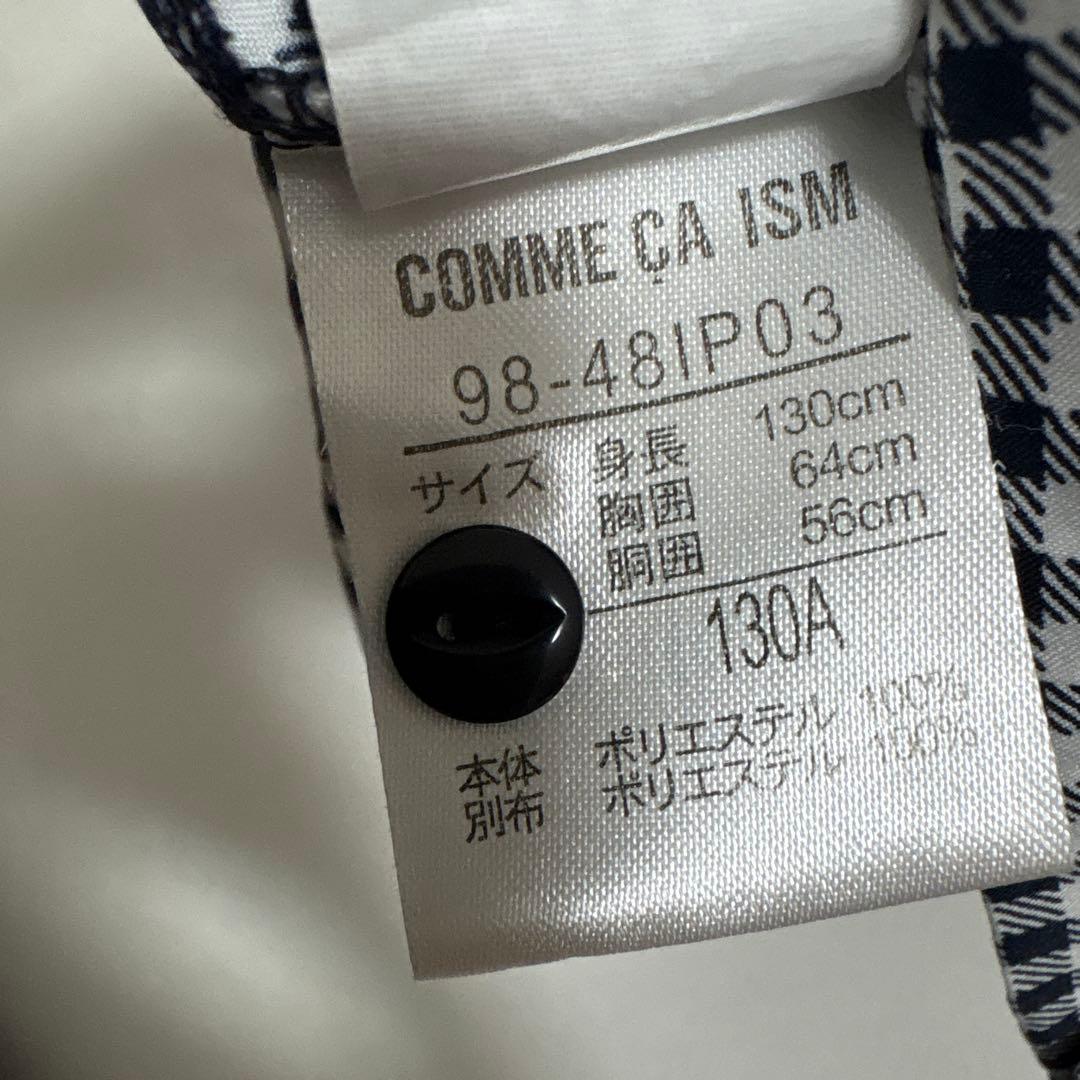 COMME ÇA ISM
98-48IP03
サイズ 身長 130cm
胸囲 64cm
胴囲 56cm
130A
本体 ポリエステル 100%
別布 ポリエステル 100%